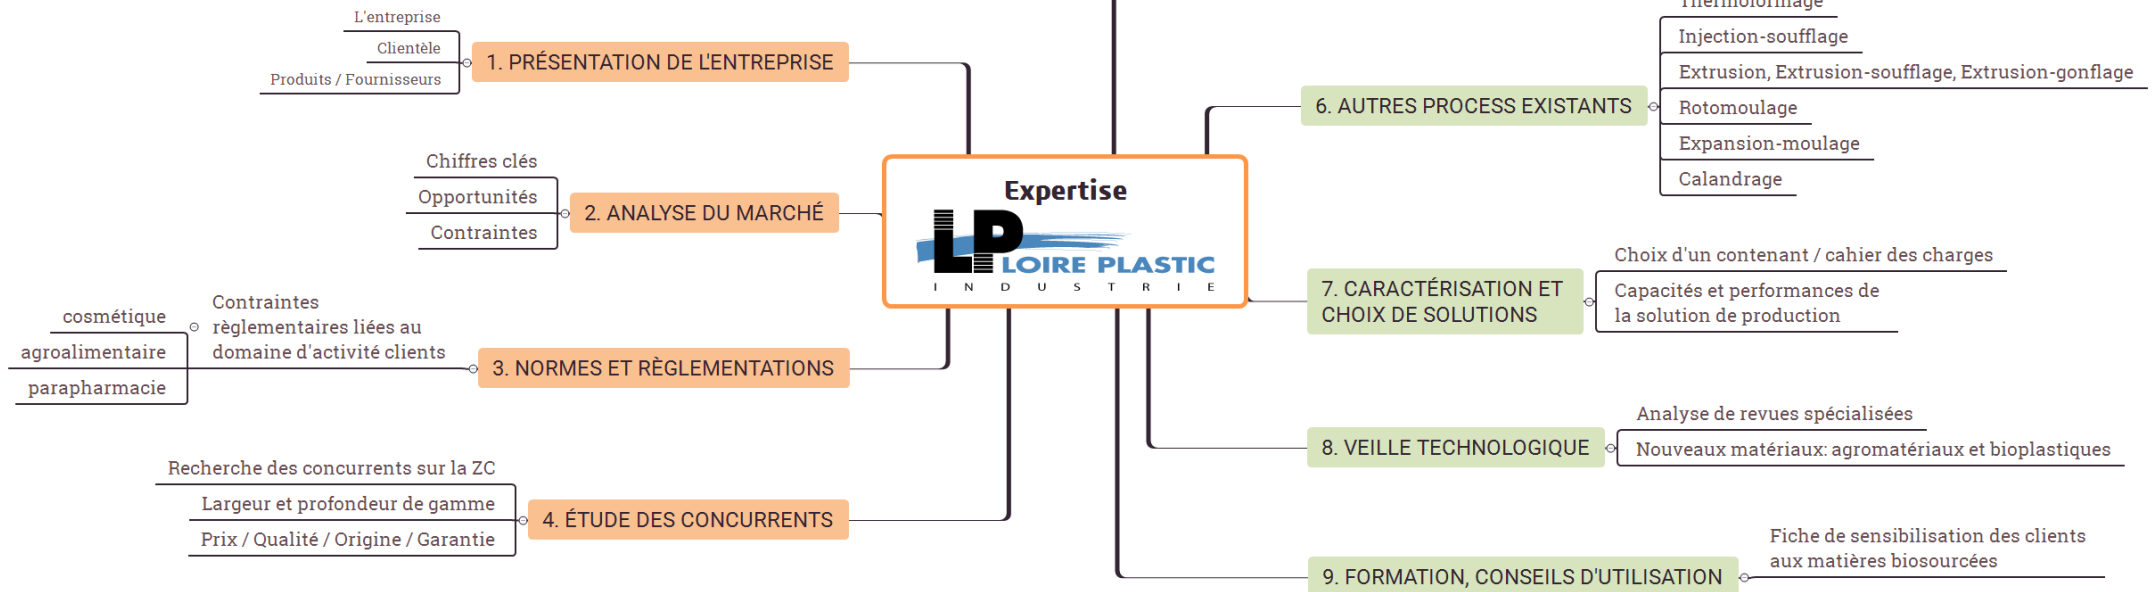 L'entreprise
Clientèle
Produits / Fournisseurs
1. PRÉSENTATION DE L'ENTREPRISE
Chiffres clés
Opportunités
Contraintes
2. ANALYSE DU MARCHÉ
cosmétique
agroalimentaire
parapharmacie
Contraintes
règlementaires liées au
domaine d'activité clients
3. NORMES ET RÈGLEMENTATIONS
Recherche des concurrents sur la ZC
Largeur et profondeur de gamme
Prix / Qualité / Origine / Garantie
4. ÉTUDE DES CONCURRENTS
Expertise
LP
LOIRE PLASTIC
INDUSTRIE
6. AUTRES PROCESS EXISTANTS
Thermoformage
Injection-soufflage
Extrusion, Extrusion-soufflage, Extrusion-gonflage
Rotomoulage
Expansion-moulage
Calandrage
7. CARACTÉRISATION ET
CHOIX DE SOLUTIONS
Choix d'un contenant / cahier des charges
Capacités et performances de
la solution de production
8. VEILLE TECHNOLOGIQUE
Analyse de revues spécialisées
Nouveaux matériaux: agromatériaux et bioplastiques
9. FORMATION, CONSEILS D'UTILISATION
Fiche de sensibilisation des clients
aux matières biosourcées